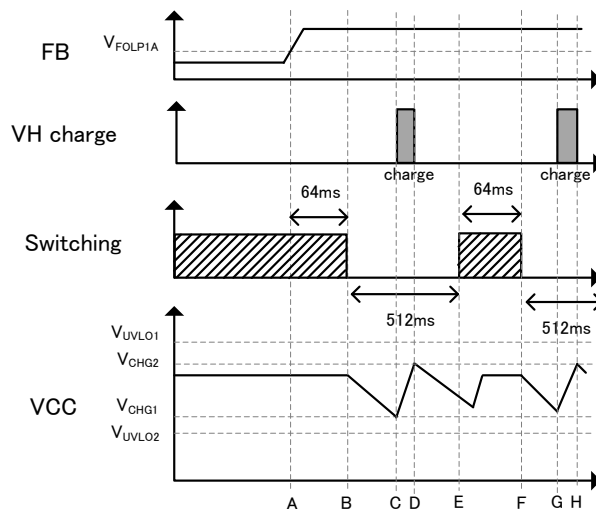 FB
VFOLP1A
VH charge
charge
charge
64ms
64ms
Switching
512ms
512ms
VUVLO1
VCHG2
VCC
VCHG1
VUVLO2
A B C D E F G H